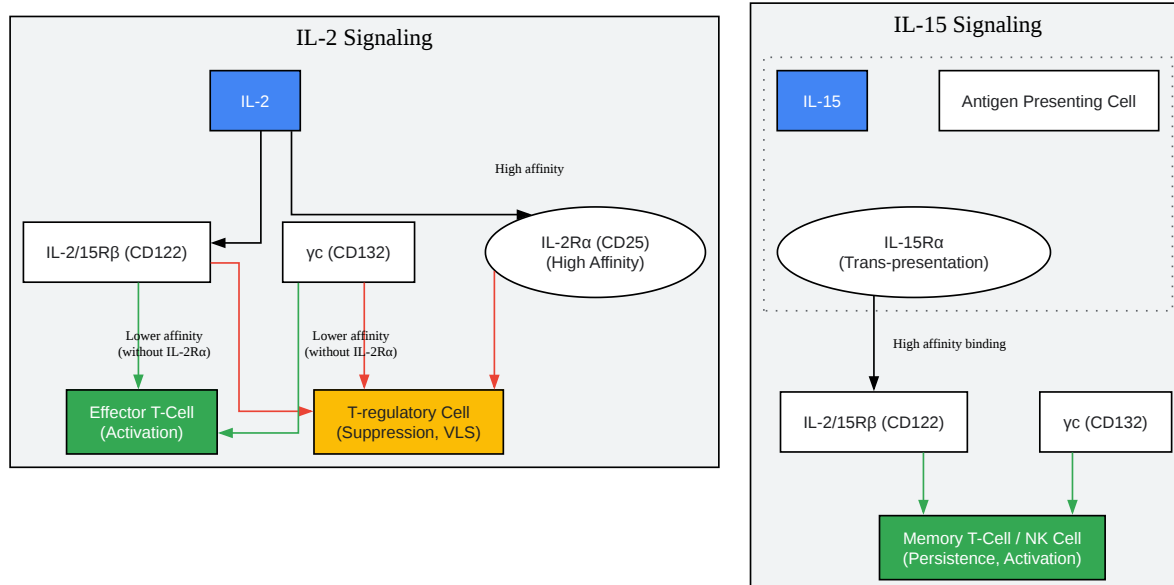 IL-2 Signaling
IL-2
High affinity
IL-2/15Rβ (CD122)
γc (CD132)
IL-2Rα (CD25)
(High Affinity)
Lower affinity
(without IL-2Rα)
Lower affinity
(without IL-2Rα)
Effector T-Cell
(Activation)
T-regulatory Cell
(Suppression, VLS)
IL-15 Signaling
IL-15
Antigen Presenting Cell
IL-15Rα
(Trans-presentation)
High affinity binding
IL-2/15Rβ (CD122)
γc (CD132)
Memory T-Cell / NK Cell
(Persistence, Activation)